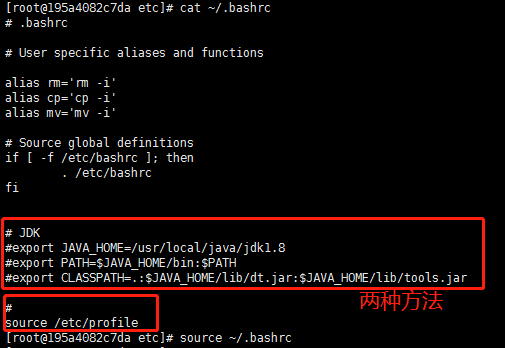 [root@195a4082c7da etc]# cat ~/.bashrc
# .bashrc
# User specific aliases and functions
alias rm='rm -i'
alias cp='cp -i'
alias mv='mv -i'
# Source global definitions
if [ -f /etc/bashrc ]; then
        . /etc/bashrc
fi
# JDK
#export JAVA_HOME=/usr/local/java/jdk1.8
#export PATH=$JAVA_HOME/bin:$PATH
#export CLASSPATH=.:$JAVA_HOME/lib/dt.jar:$JAVA_HOME/lib/tools.jar
两种方法
#
source /etc/profile
[root@195a4082c7da etc]# source ~/.bashrc